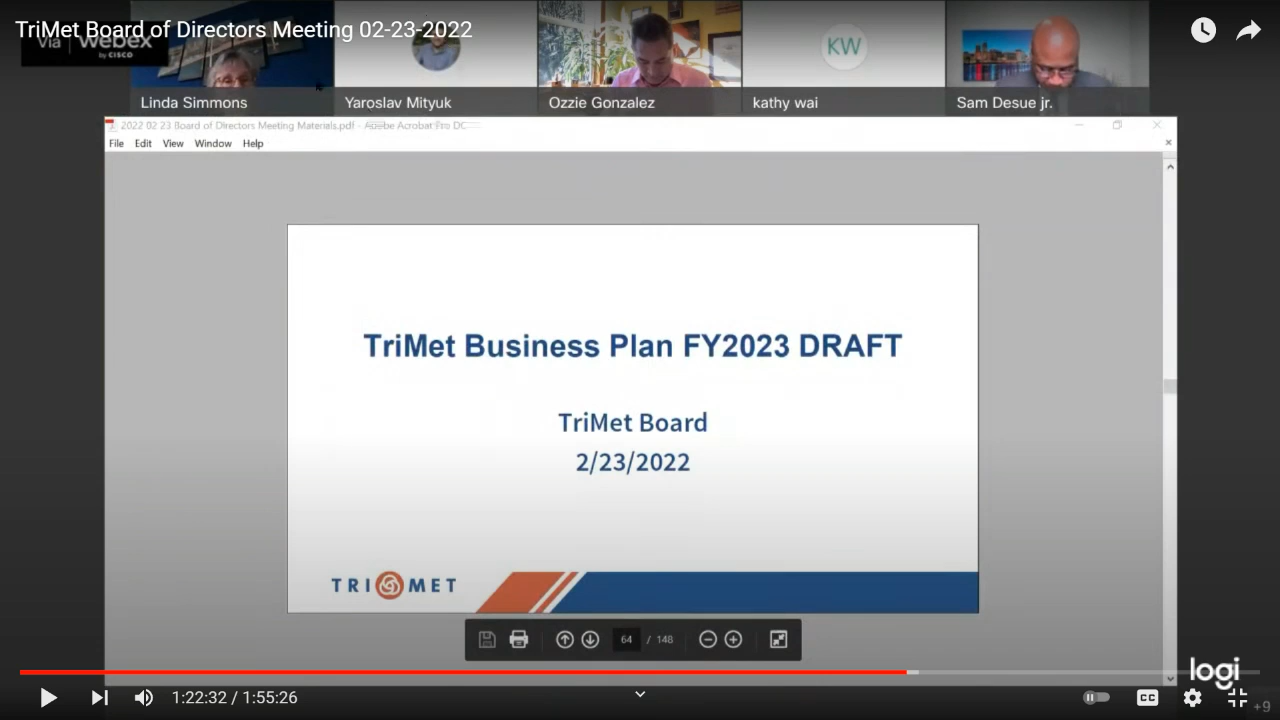 TriMet Board of Directors Meeting 02-23-2022
via webex
by CISCO
Linda Simmons
Yaroslav Mityuk
Ozzie Gonzalez
KW
kathy wai
Sam Desue jr.
2022 02 23 Board of Directors Meeting Materials.pdf - Adobe Acrobat Pro DC
File Edit View Window Help
TriMet Business Plan FY2023 DRAFT
TriMet Board
2/23/2022
TRI MET
64 / 148
logi
1:22:32 / 1:55:26
CC
+9